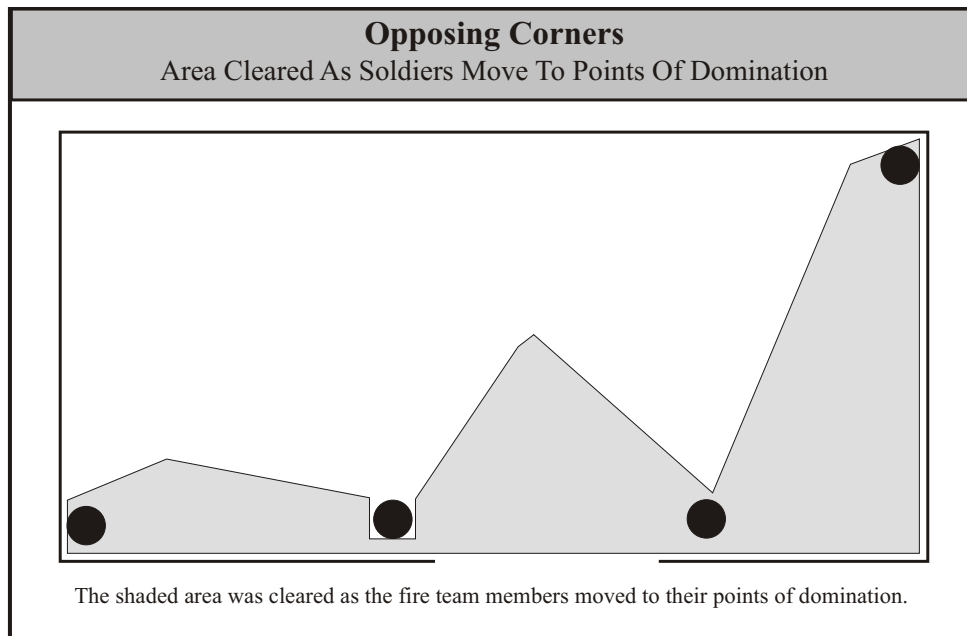 Opposing Corners
Area Cleared As Soldiers Move To Points Of Domination
The shaded area was cleared as the fire team members moved to their points of domination.